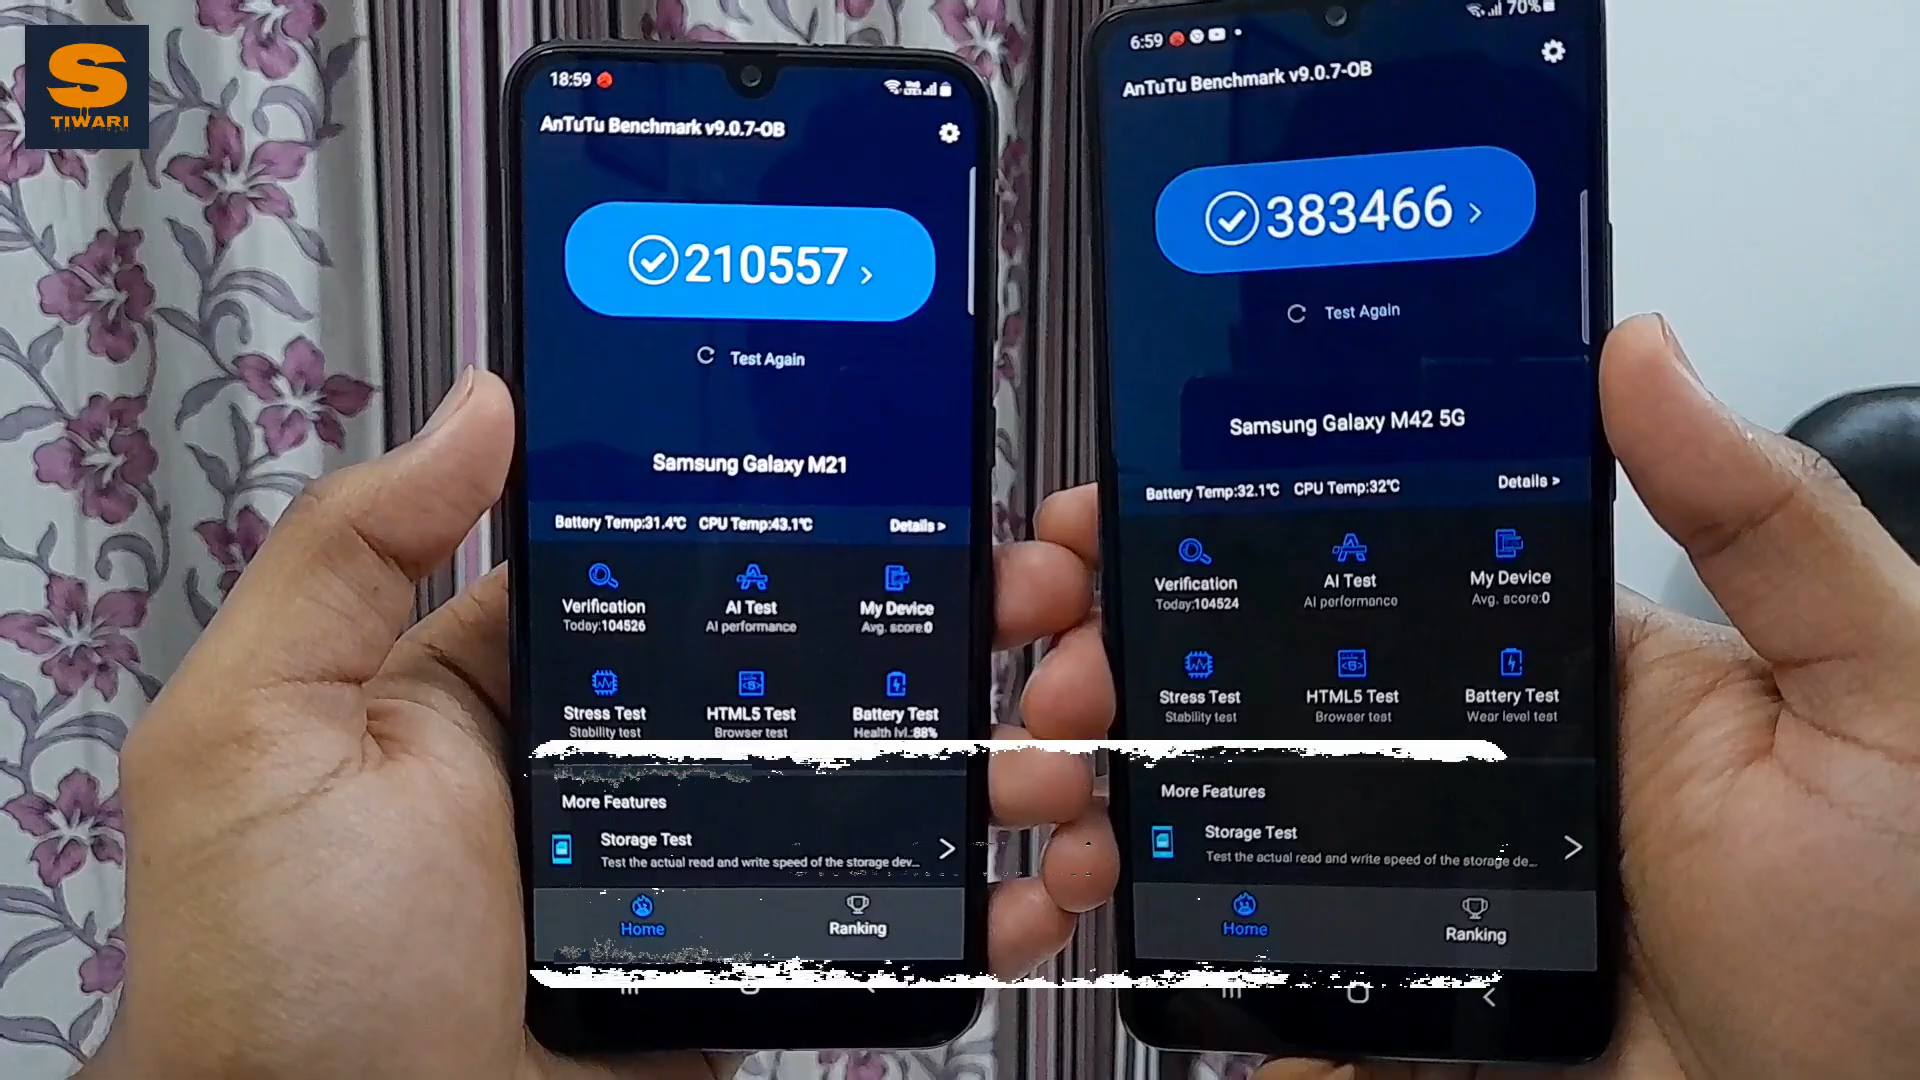 S
TIWARI
18:59
AnTuTu Benchmark v9.0.7-OB
210557 >
Test Again
Samsung Galaxy M21
Battery Temp:31.4℃ CPU Temp:43.1℃ Details >
Verification AI Test My Device
Today:104526 AI performance Avg. score:0
Stress Test HTML5 Test Battery Test
Stability test Browser test Health lvl.:88%
More Features
Storage Test
Test the actual read and write speed of the storage dev...
Home Ranking
6:59 70%
AnTuTu Benchmark v9.0.7-OB
383466 >
Test Again
Samsung Galaxy M42 5G
Battery Temp:32.1℃ CPU Temp:32℃ Details >
Verification AI Test My Device
Today:104524 AI performance Avg. score:0
Stress Test HTML5 Test Battery Test
Stability test Browser test Wear level test
More Features
Storage Test
Test the actual read and write speed of the storage de...
Home Ranking